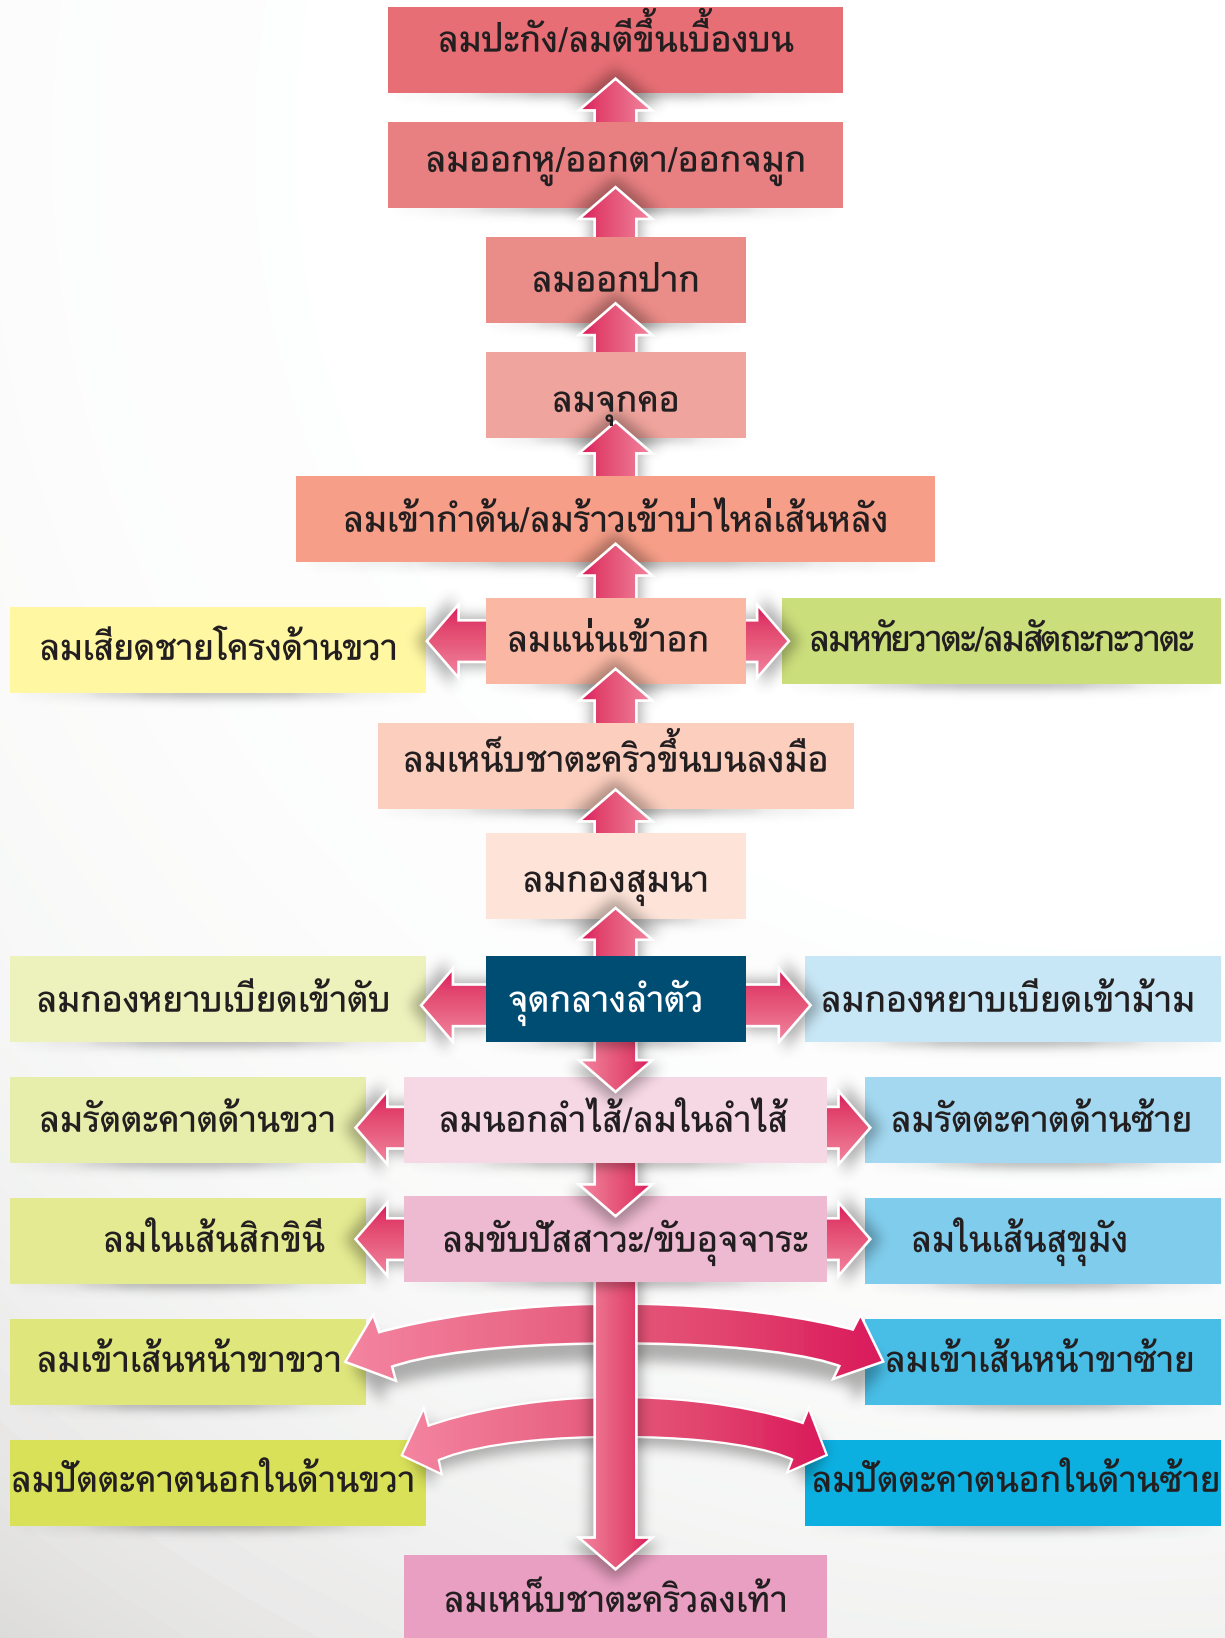 ลมปะกัง/ลมตีขึ้นเบื้องบน
ลมออกหู/ออกตา/ออกจมูก
ลมออกปาก
ลมจุกคอ
ลมเข้ากำด้น/ลมร้าวเข้าบ่าไหล่เส้นหลัง
ลมเสียดชายโครงด้านขวา
ลมแน่นเข้าอก
ลมหทัยวาตะ/ลมสัตถะกะวาตะ
ลมเหน็บชาตะคริวขึ้นบนลงมือ
ลมกองสุมนา
ลมกองหยาบเบียดเข้าตับ
จุดกลางลำตัว
ลมกองหยาบเบียดเข้าม้าม
ลมรัตตะคาตด้านขวา
ลมนอกลำไส้/ลมในลำไส้
ลมรัตตะคาตด้านซ้าย
ลมในเส้นสิกขินี
ลมขับปัสสาวะ/ขับอุจจาระ
ลมในเส้นสุขุมัง
ลมเข้าเส้นหน้าขาขวา
ลมเข้าเส้นหน้าขาซ้าย
ลมปัตตะคาตนอกในด้านขวา
ลมปัตตะคาตนอกในด้านซ้าย
ลมเหน็บชาตะคริวลงเท้า